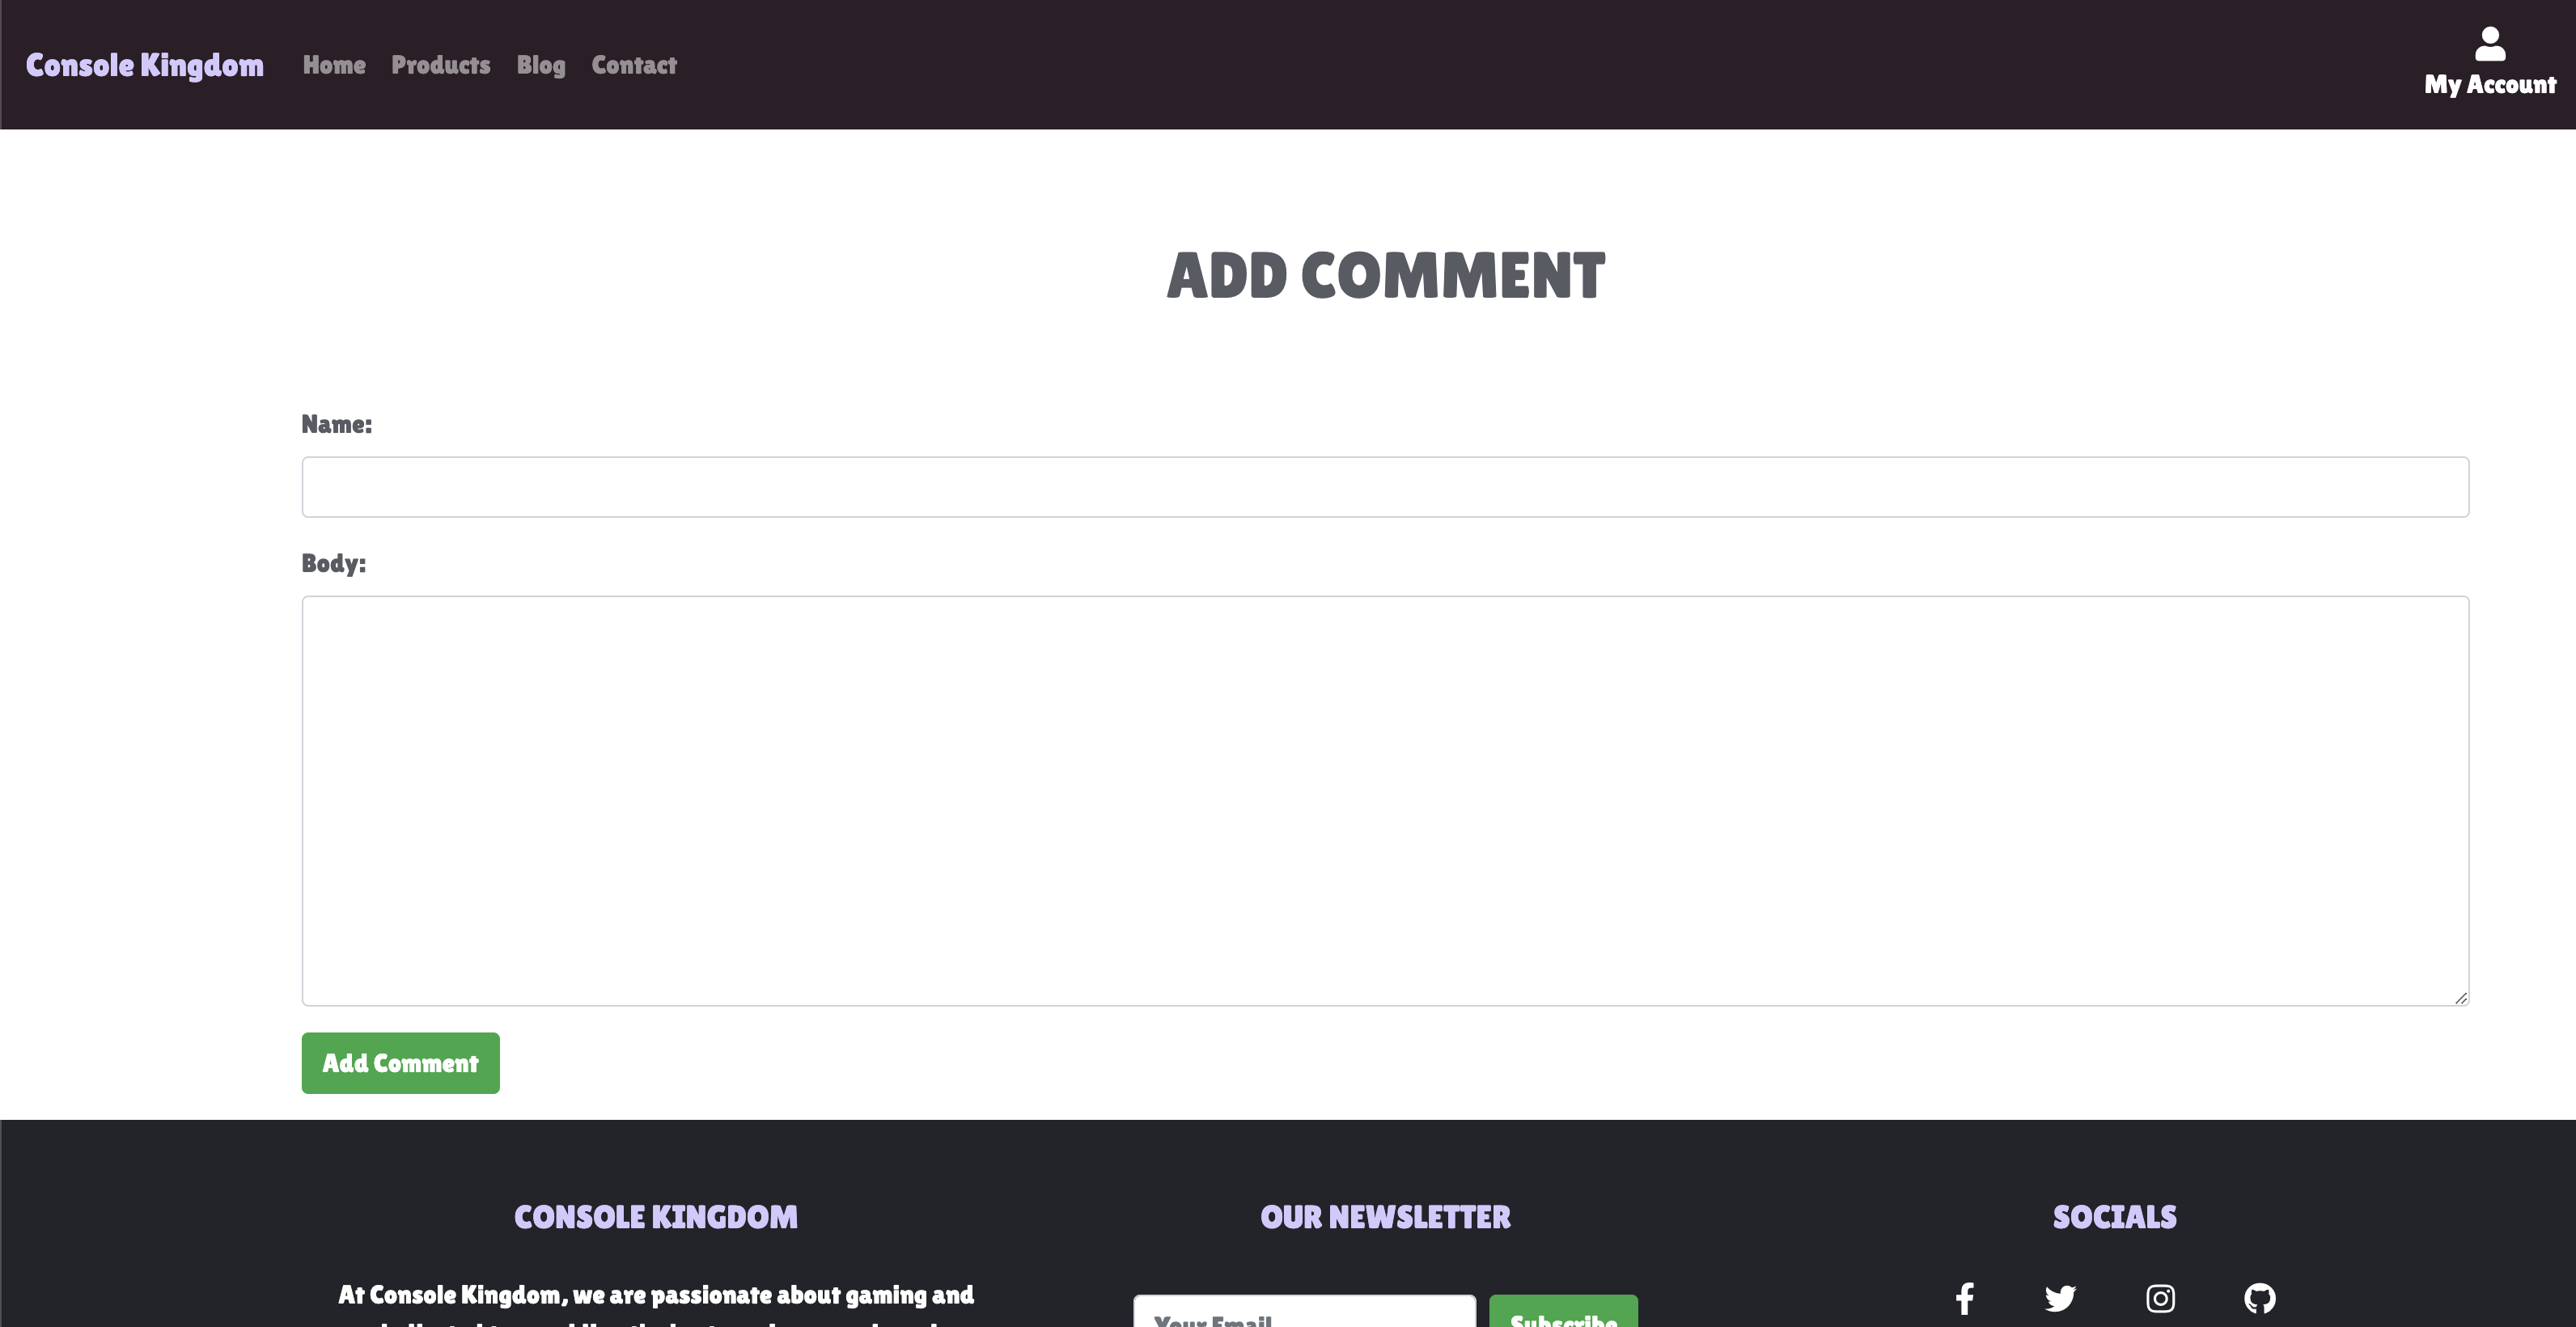 Console Kingdom Home Products Blog Contact
My Account
ADD COMMENT
Name:
Body:
Add Comment
CONSOLE KINGDOM
At Console Kingdom, we are passionate about gaming and
OUR NEWSLETTER
Your Email
Subscribe
SOCIALS